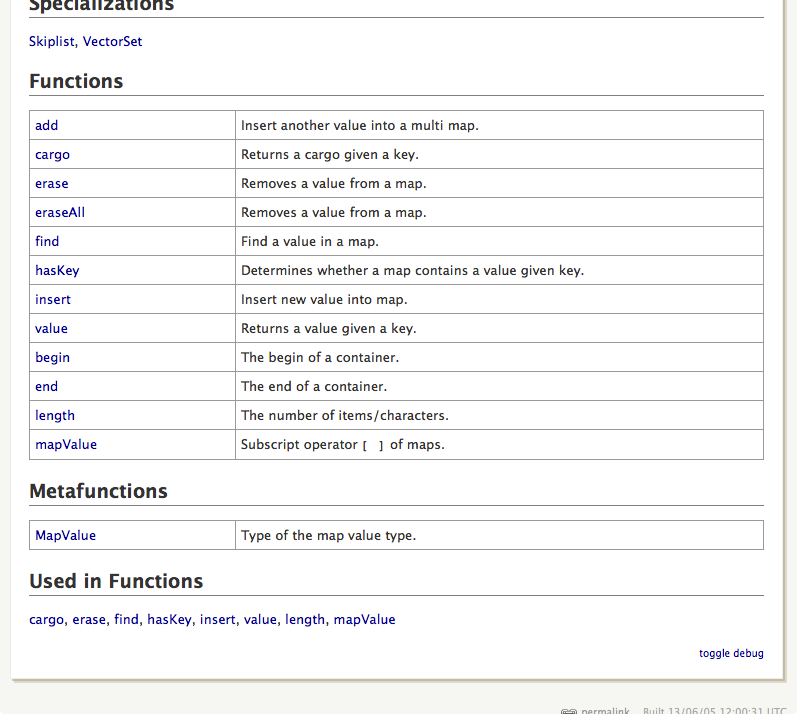 Specializations
Skiplist, VectorSet
Functions
add Insert another value into a multi map.
cargo Returns a cargo given a key.
erase Removes a value from a map.
eraseAll Removes a value from a map.
find Find a value in a map.
hasKey Determines whether a map contains a value given key.
insert Insert new value into map.
value Returns a value given a key.
begin The begin of a container.
end The end of a container.
length The number of items/characters.
mapValue Subscript operator [ ] of maps.
Metafunctions
MapValue Type of the map value type.
Used in Functions
cargo, erase, find, hasKey, insert, value, length, mapValue
toggle debug
permalink Built 13/06/05 12:00:31 UTC